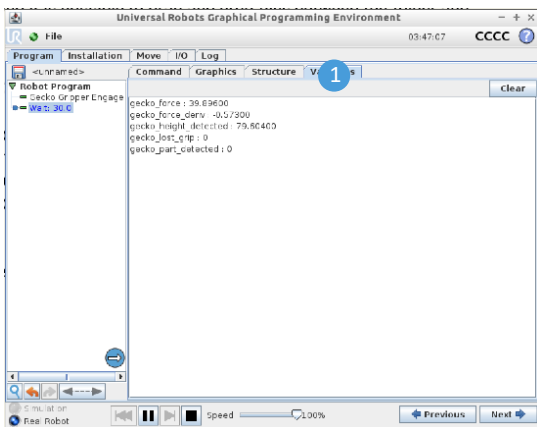 Universal Robots Graphical Programming Environment
File 03:47:07 CCCC ?
Program Installation Move I/O Log
<unnamed> Command Graphics Structure 1
Clear
Robot Program
Gecko Gripper Engage
Wait: 30.0
gecko_force : 39.89600
gecko_force_deriv : -0.57300
gecko_height_detected : 79.60400
gecko_lost_grip : 0
gecko_part_detected : 0
Simulation
Real Robot
Speed 100% Previous Next